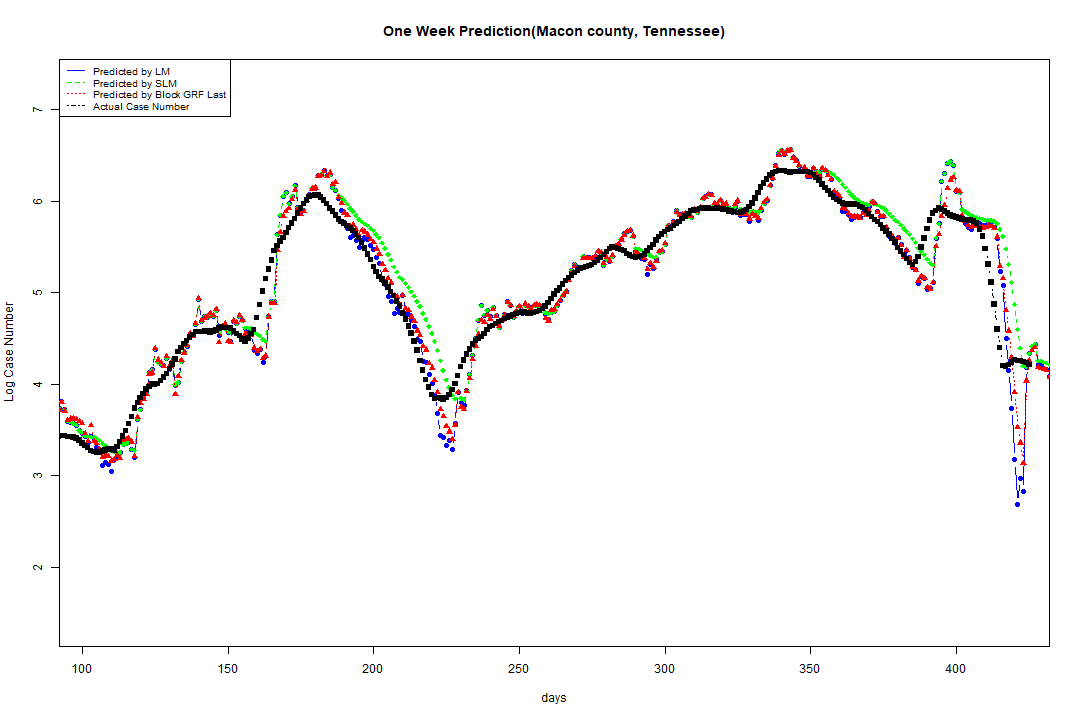 One Week Prediction(Macon county, Tennessee)
Predicted by LM
Predicted by SLM
Predicted by Block GRF Last
Actual Case Number
7
6
5
4
3
2
Log Case Number
100 150 200 250 300 350 400
days